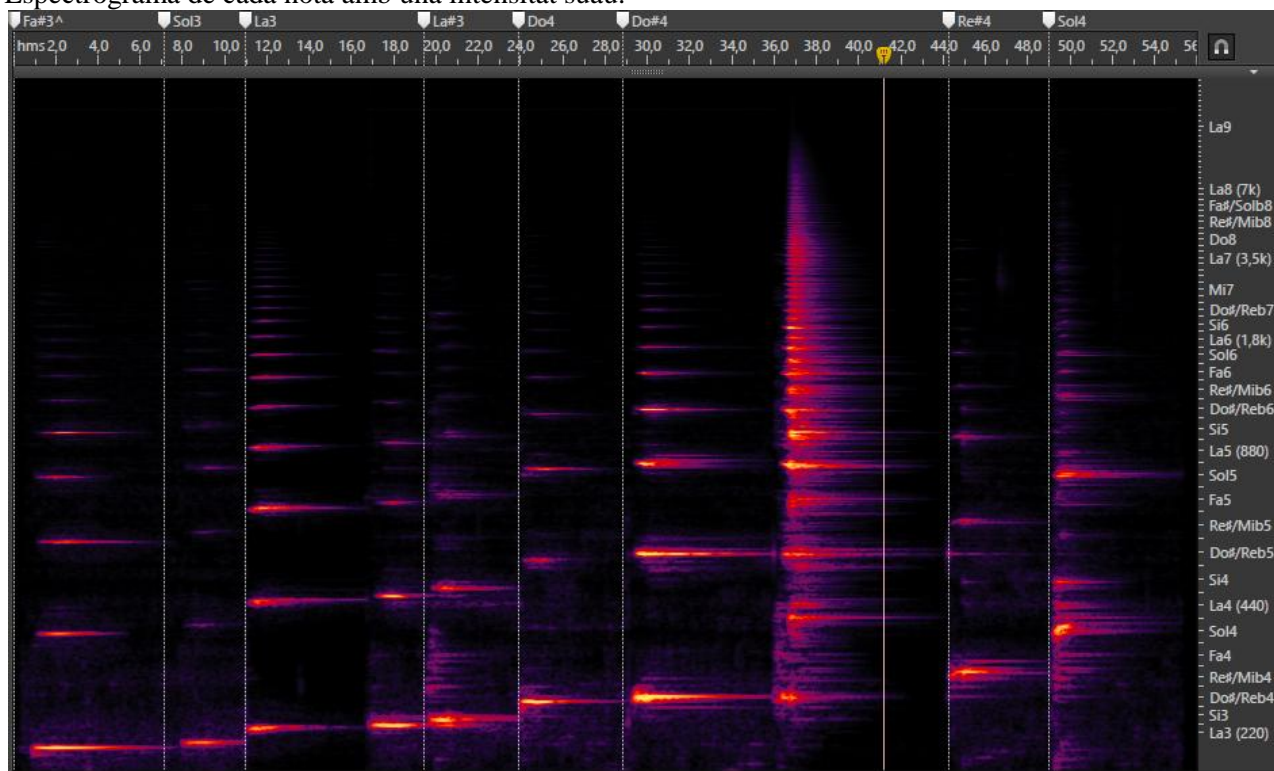 Espectrograma de cada nota amb una intensitat suau.
Fa#3^ Sol3 La3 La#3 Do4 Do#4 Re#4 Sol4
hms 2,0 4,0 6,0 8,0 10,0 12,0 14,0 16,0 18,0 20,0 22,0 24,0 26,0 28,0 30,0 32,0 34,0 36,0 38,0 40,0 42,0 44,0 46,0 48,0 50,0 52,0 54,0 56
La9
La8 (7k)
Fa#/Solb8
Re#/Mib8
Do8
La7 (3,5k)
Mi7
Do#/Reb7
Si6
La6 (1,8k)
Sol6
Fa6
Re#/Mib6
Do#/Reb6
Si5
La5 (880)
Sol5
Fa5
Re#/Mib5
Do#/Reb5
Si4
La4 (440)
Sol4
Fa4
Re#/Mib4
Do#/Reb4
Si3
La3 (220)